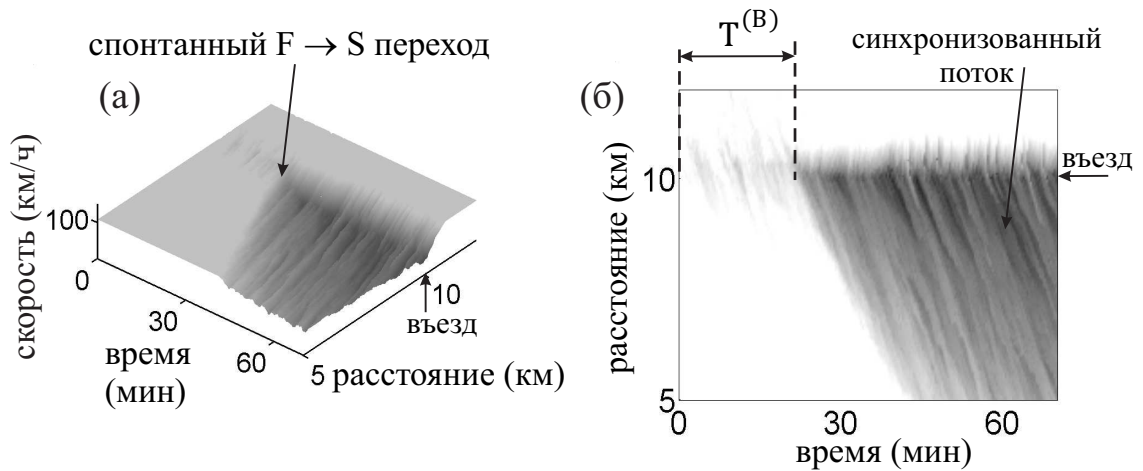 спонтанный F → S переход
(а)
скорость (км/ч)
100
0
30
60
время
(мин)
5
расстояние (км)
10
въезд
(б)
T(B)
синхронизованный
поток
расстояние (км)
10
5
въезд
0
30
60
время (мин)